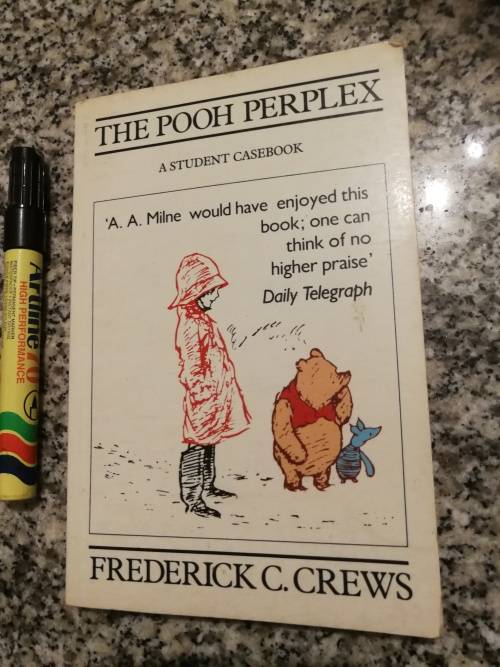 THE POOH PERPLEX
A STUDENT CASEBOOK
'A. A. Milne would have enjoyed this
book; one can
think of no
higher praise'
Daily Telegraph
FREDERICK C. CREWS
Artline 70
HIGH PERFORMANCE